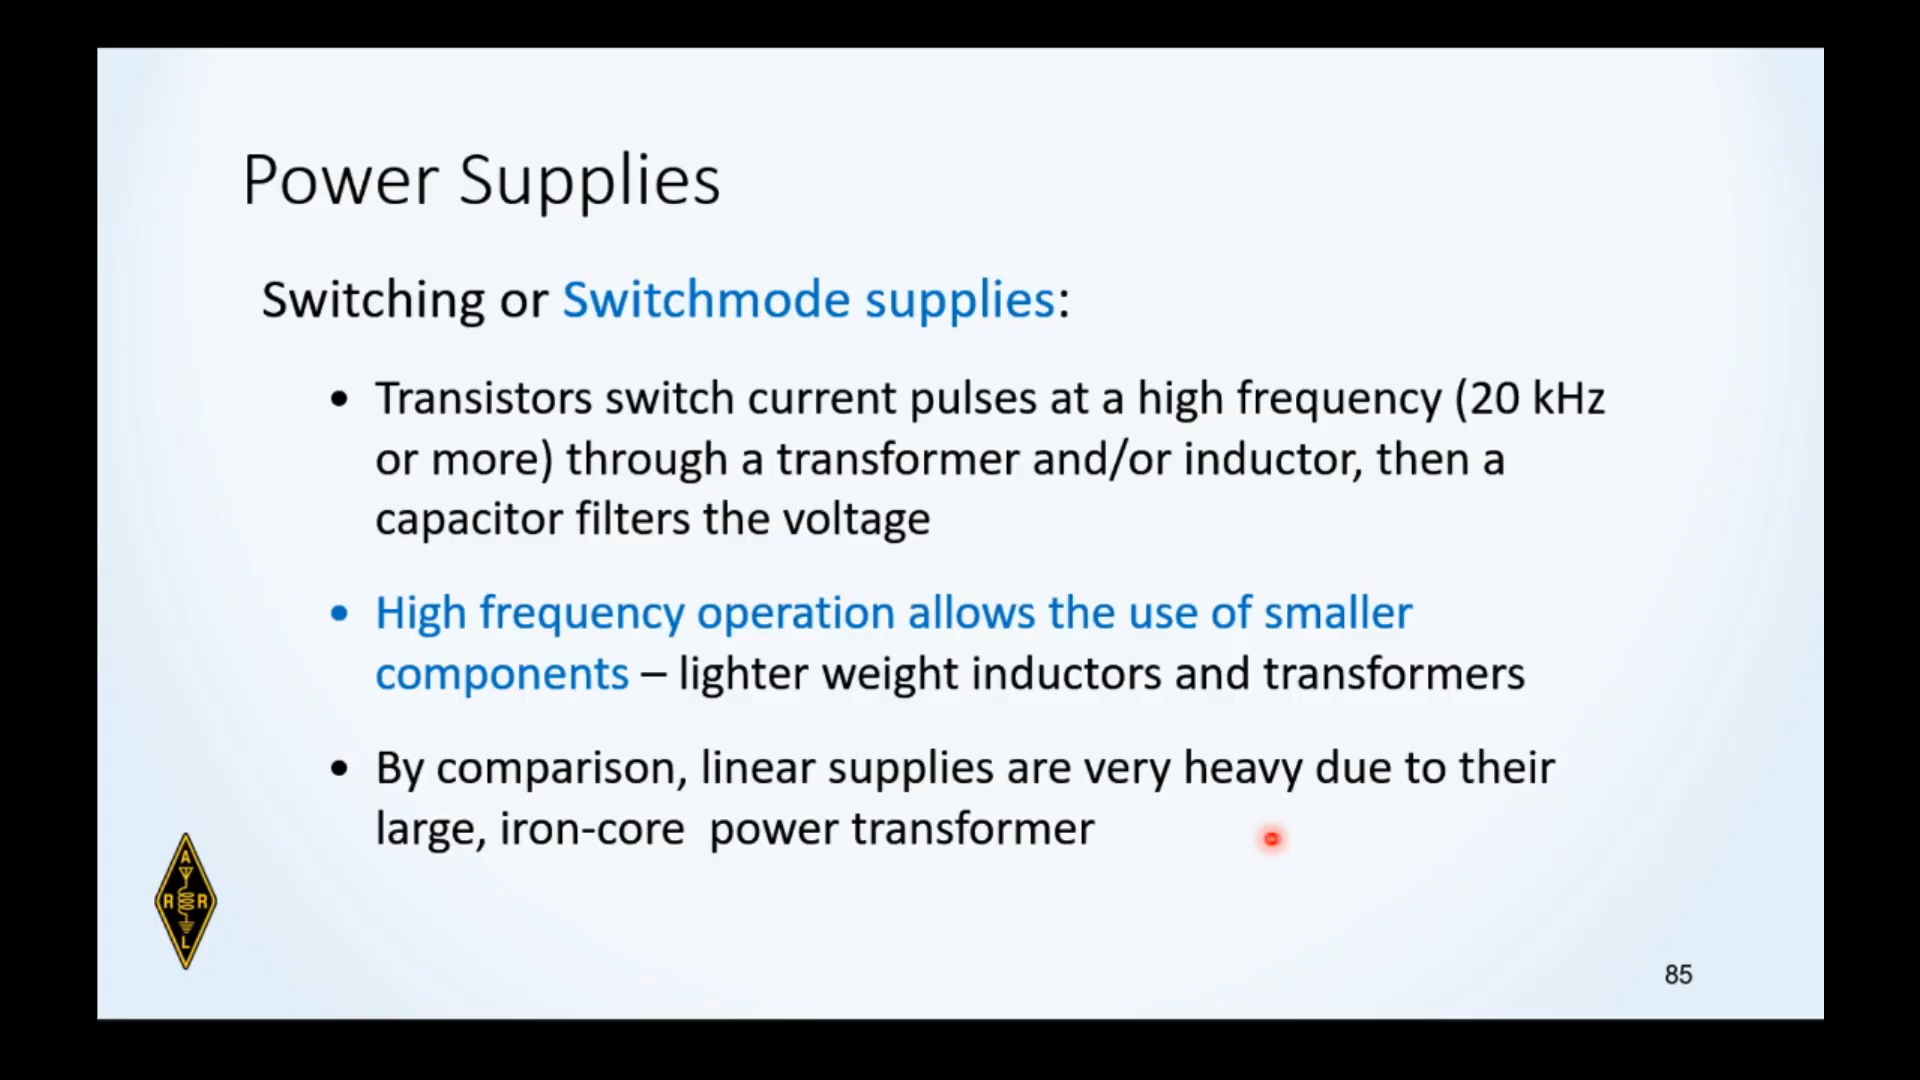 Power Supplies
Switching or Switchmode supplies:
• Transistors switch current pulses at a high frequency (20 kHz
or more) through a transformer and/or inductor, then a
capacitor filters the voltage
• High frequency operation allows the use of smaller
components – lighter weight inductors and transformers
• By comparison, linear supplies are very heavy due to their
large, iron-core  power transformer
A
R R
L
85